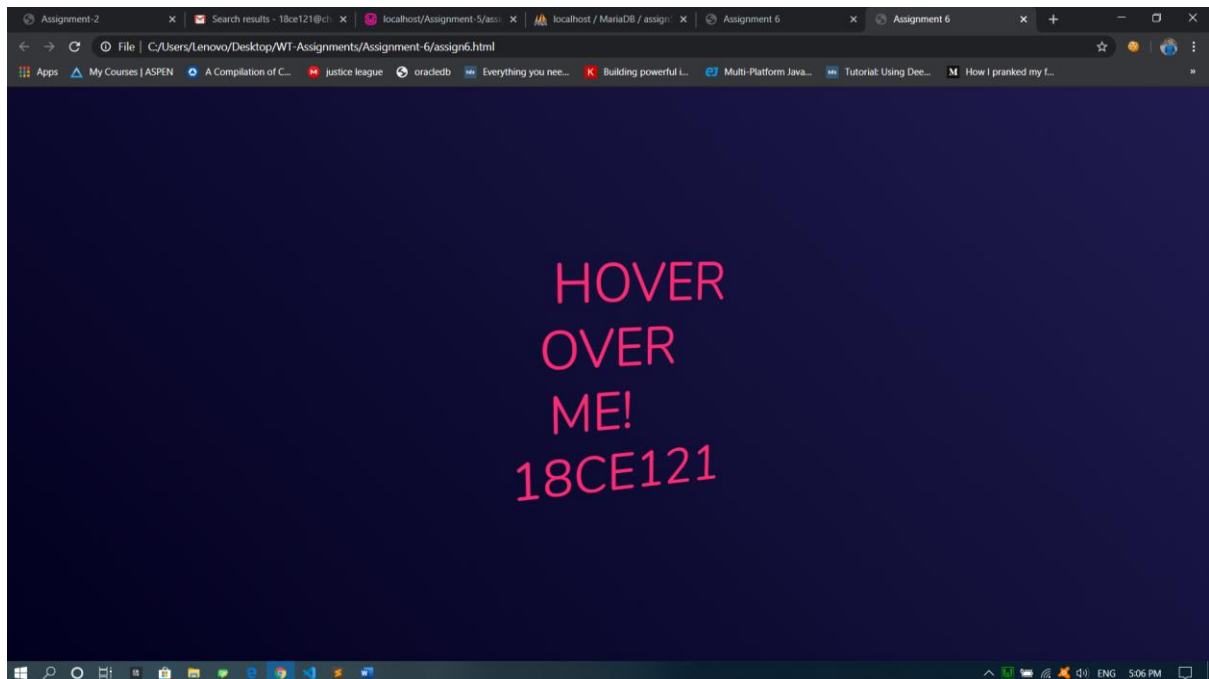 Assignment-2
Search results - 18ce121@ch
localhost/Assignment-5/assi
localhost / MariaDB / assign
Assignment 6
Assignment 6
File | C:/Users/Lenovo/Desktop/WT-Assignments/Assignment-6/assign6.html
Apps
My Courses | ASPEN
A Compilation of C...
justice league
oracledb
Everything you nee...
Building powerful i...
Multi-Platform Java...
Tutorial: Using Dee...
How I pranked my f...
HOVER
OVER
ME!
18CE121
ENG
5:06 PM